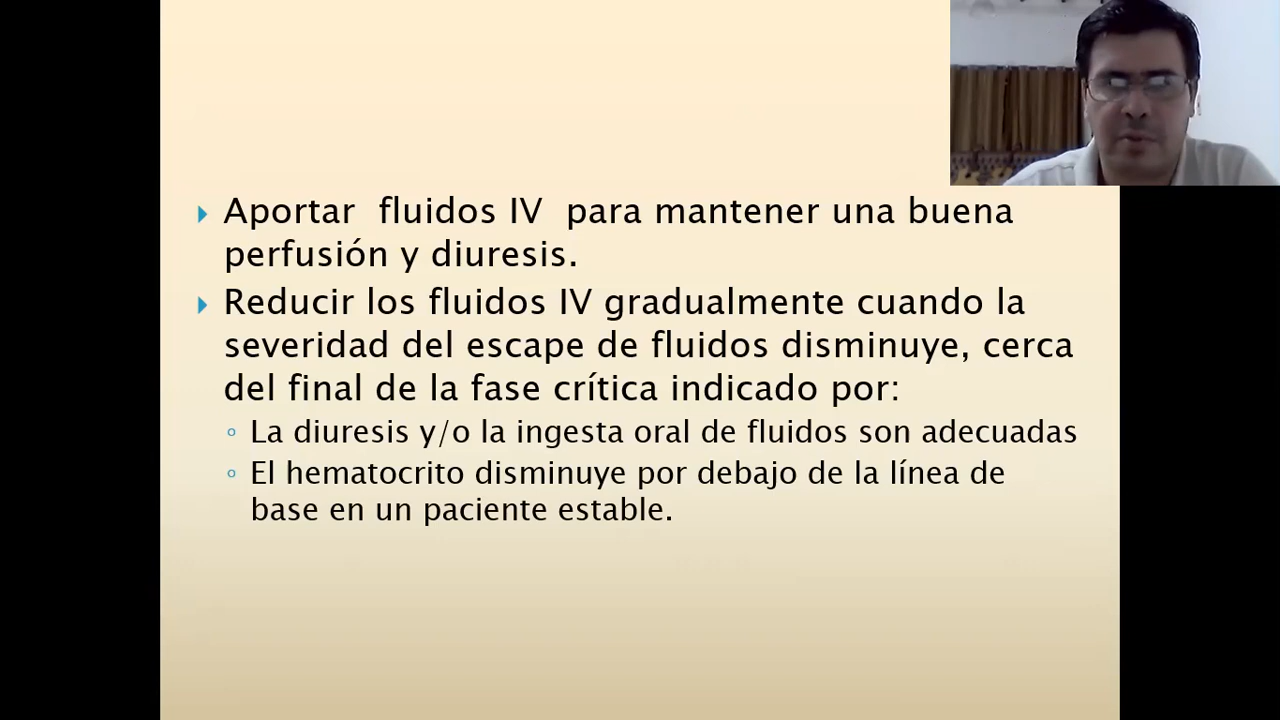 Aportar fluidos IV para mantener una buena
perfusión y diuresis.
Reducir los fluidos IV gradualmente cuando la
severidad del escape de fluidos disminuye, cerca
del final de la fase crítica indicado por:
La diuresis y/o la ingesta oral de fluidos son adecuadas
El hematocrito disminuye por debajo de la línea de
base en un paciente estable.